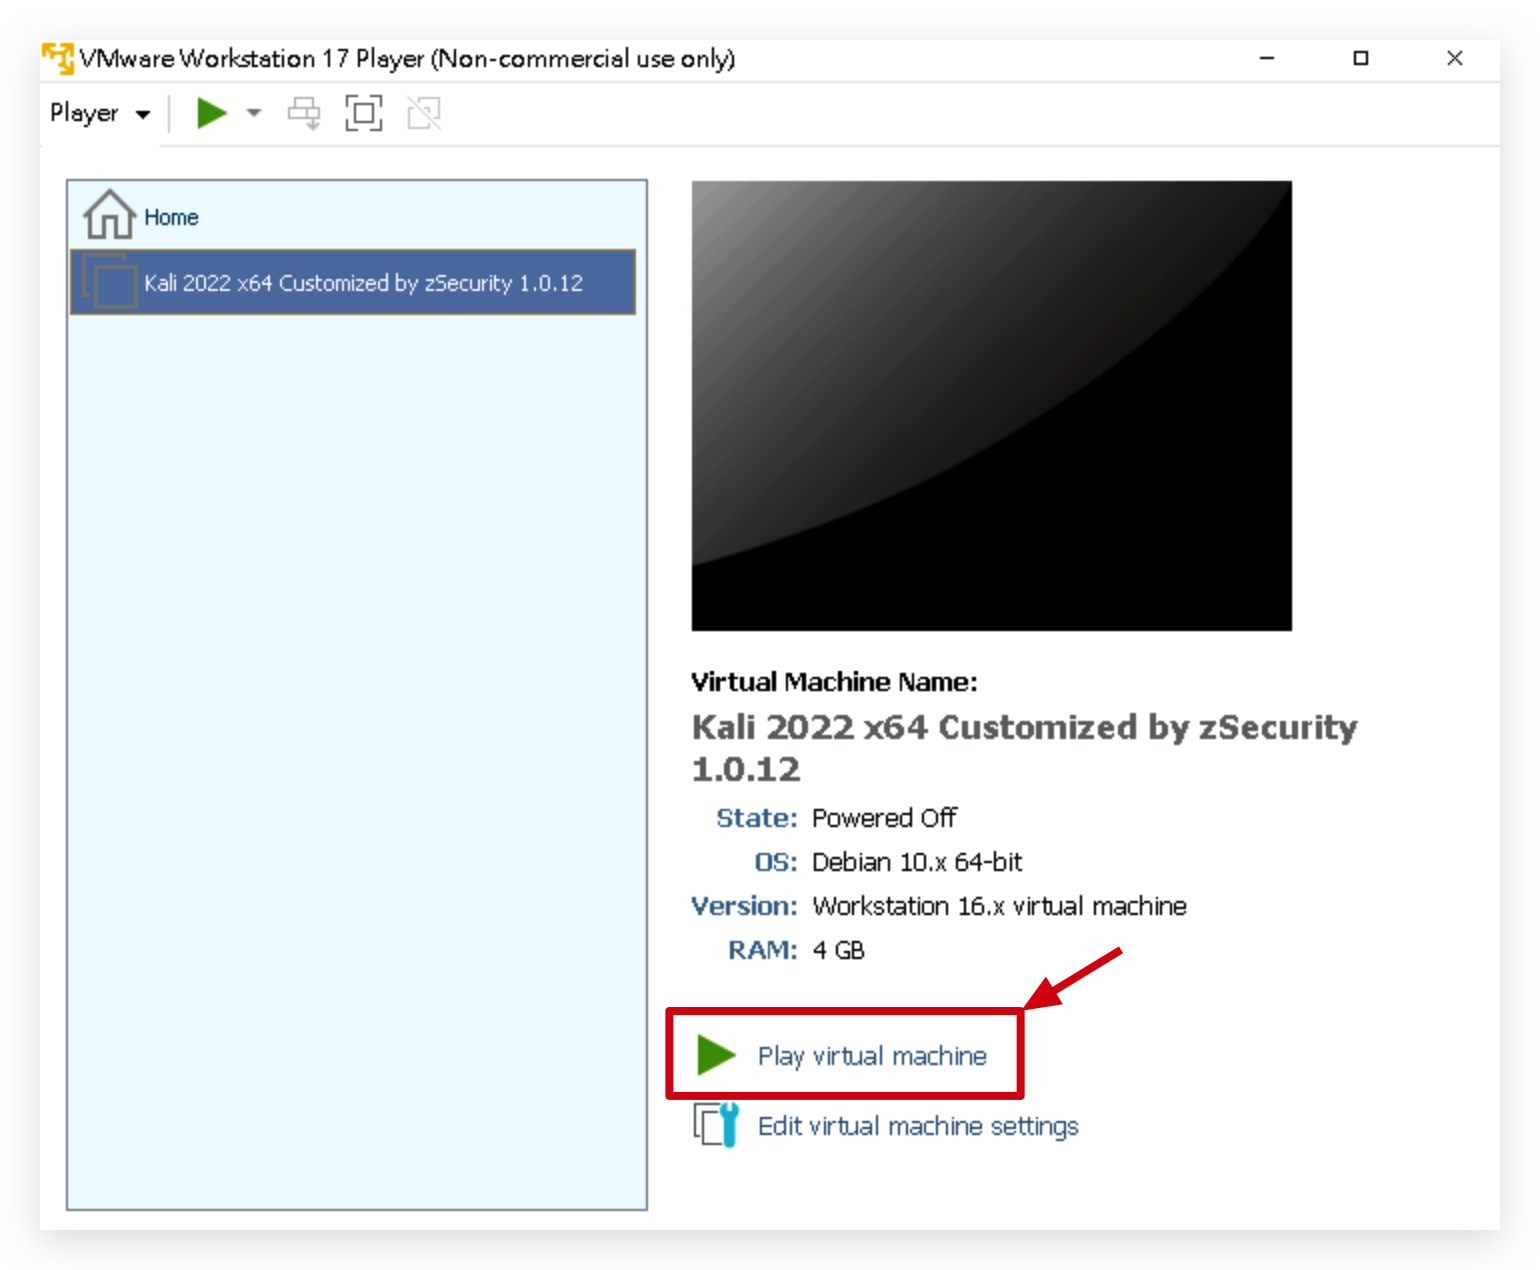 VMware Workstation 17 Player (Non-commercial use only)
Player
Home
Kali 2022 x64 Customized by zSecurity 1.0.12
Virtual Machine Name:
Kali 2022 x64 Customized by zSecurity
1.0.12
State: Powered Off
OS: Debian 10.x 64-bit
Version: Workstation 16.x virtual machine
RAM: 4 GB
Play virtual machine
Edit virtual machine settings